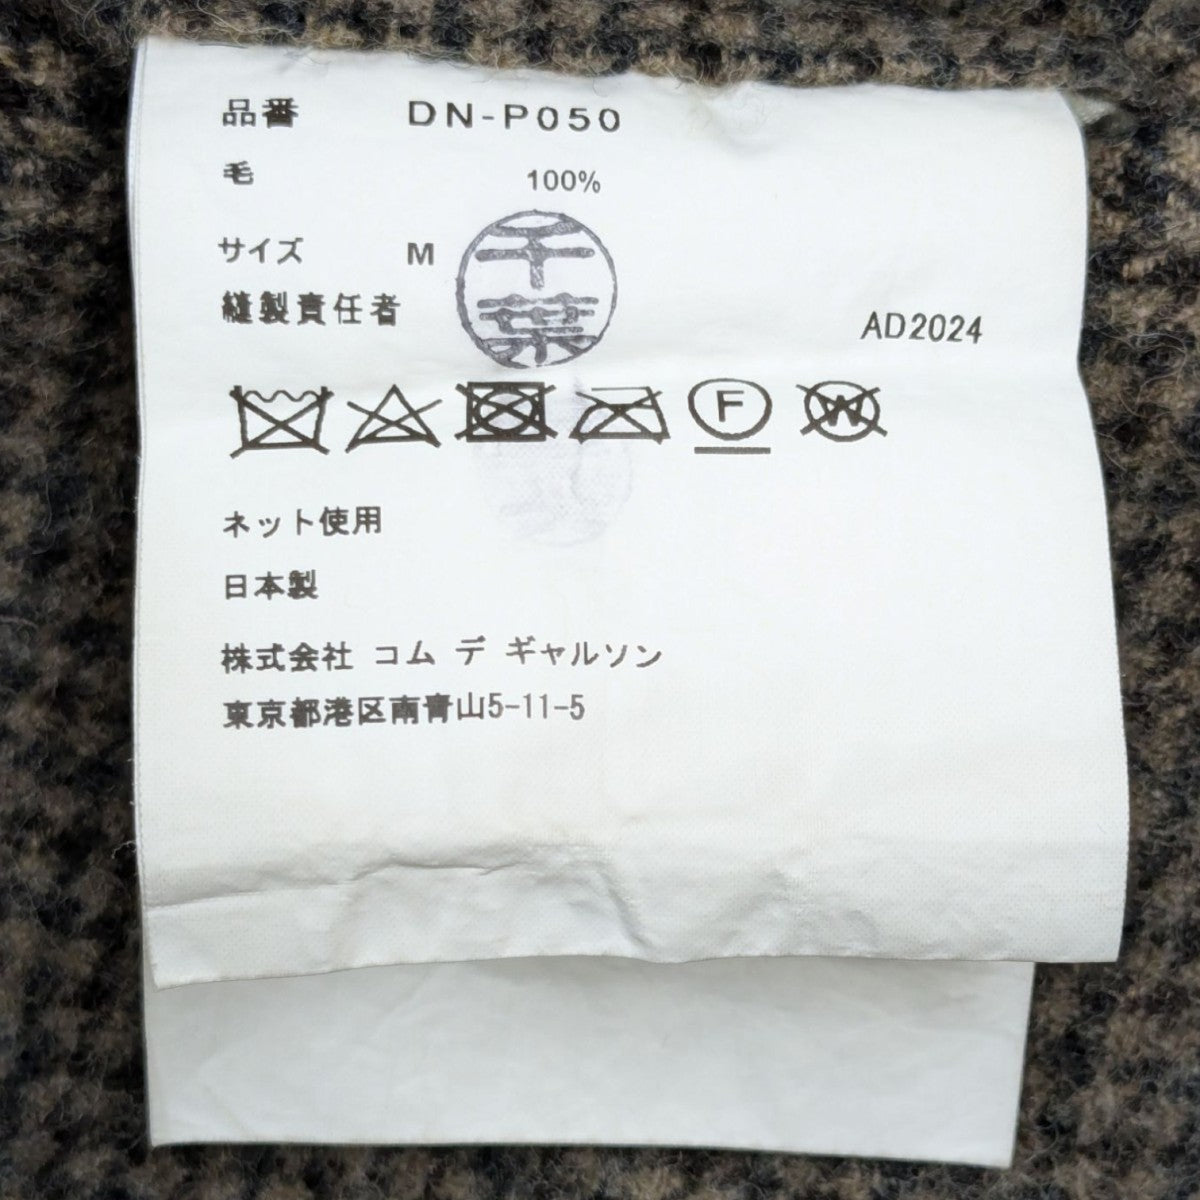 品番 DN-P050
毛 100%
サイズ M
千葉
縫製責任者
AD2024
F
W
ネット使用
日本製
株式会社 コム デ ギャルソン
東京都港区南青山5-11-5